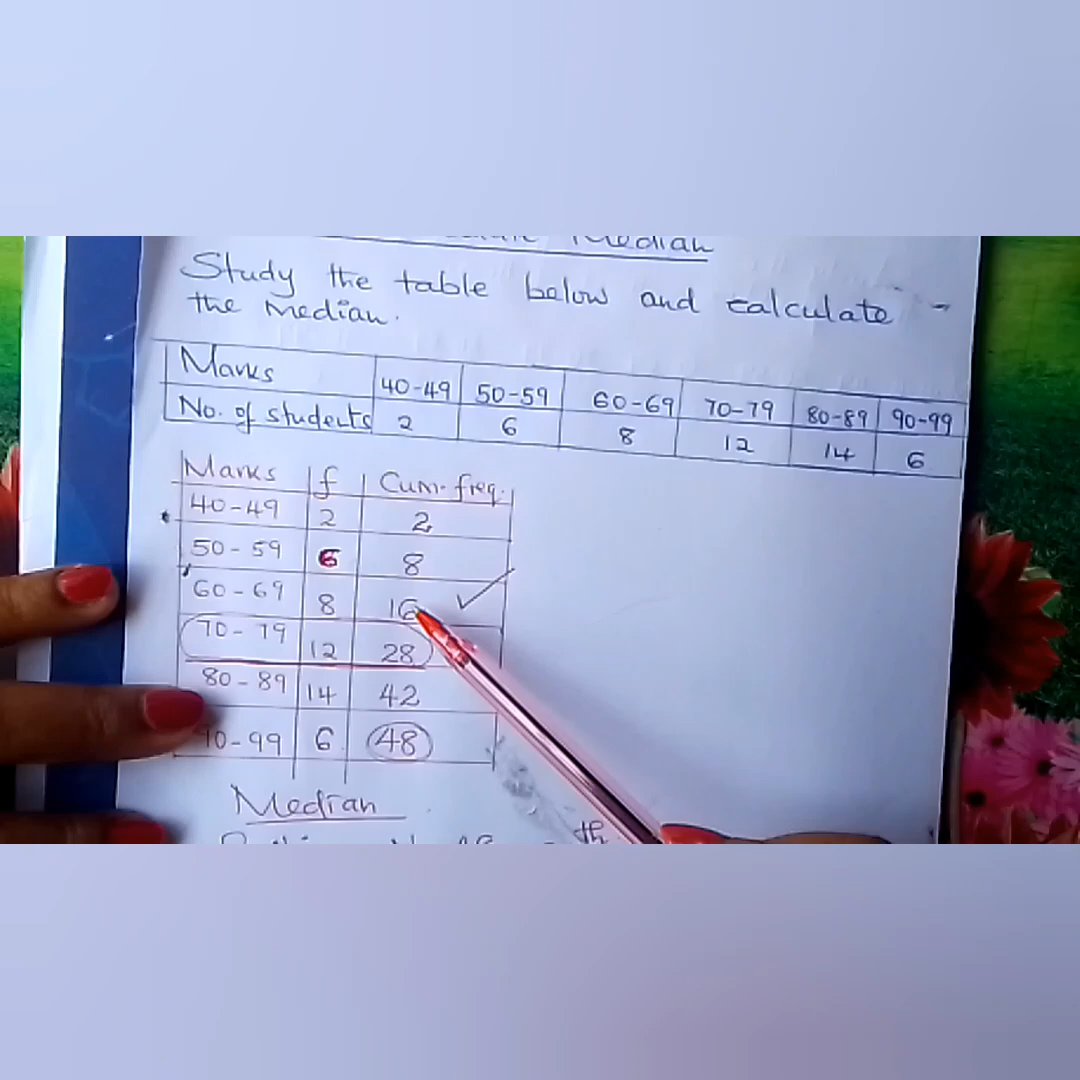 Median
Study the table below and calculate
the Median.
Marks 40-49 50-59 60-69 70-79 80-89 90-99
No. of students 2 6 8 12 14 6
Marks f Cum. freq.
40-49 2 2
50-59 6 8
60-69 8 16
70-79 12 28
80-89 14 42
90-99 6 48
Median
th